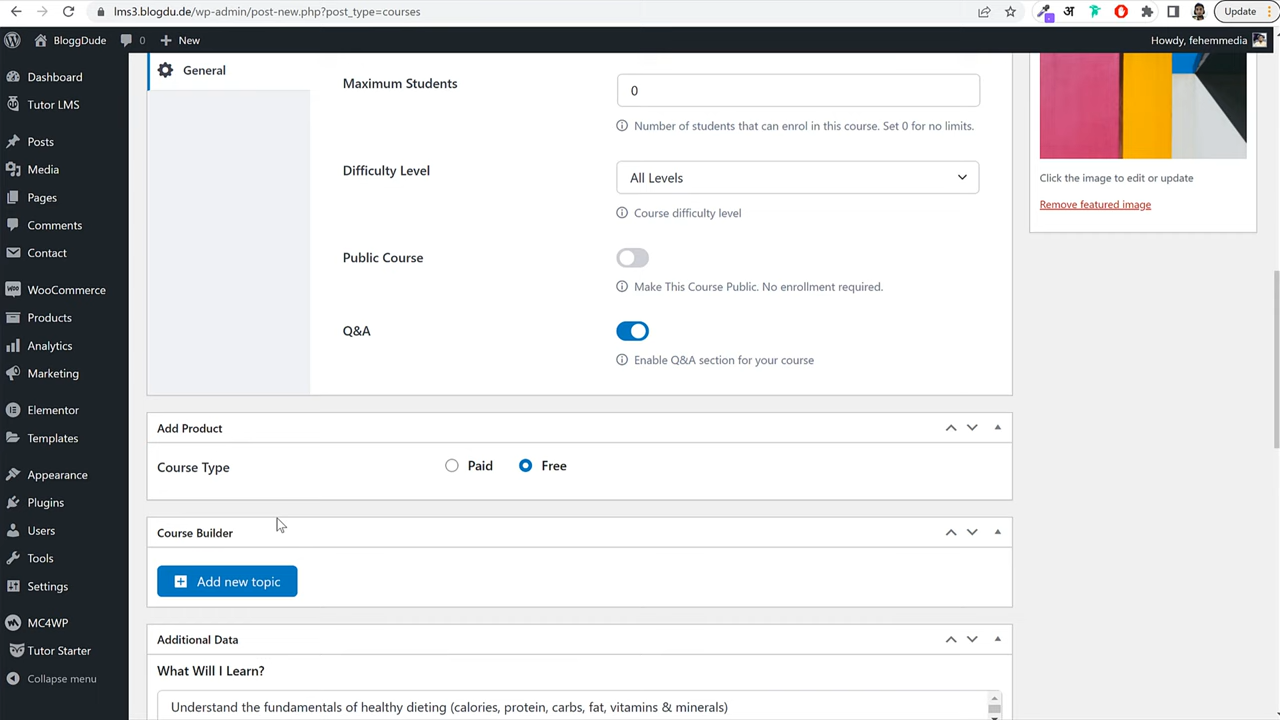 lms3.blogdu.de/wp-admin/post-new.php?post_type=courses
अ
Update
BloggDude
0
New
Howdy, fehemmedia
Dashboard
Tutor LMS
Posts
Media
Pages
Comments
Contact
WooCommerce
Products
Analytics
Marketing
Elementor
Templates
Appearance
Plugins
Users
Tools
Settings
MC4WP
Tutor Starter
Collapse menu
General
Maximum Students
0
Number of students that can enrol in this course. Set 0 for no limits.
Difficulty Level
All Levels
Course difficulty level
Public Course
Make This Course Public. No enrollment required.
Q&A
Enable Q&A section for your course
Add Product
Course Type
Paid
Free
Course Builder
Add new topic
Additional Data
What Will I Learn?
Understand the fundamentals of healthy dieting (calories, protein, carbs, fat, vitamins & minerals)
Click the image to edit or update
Remove featured image